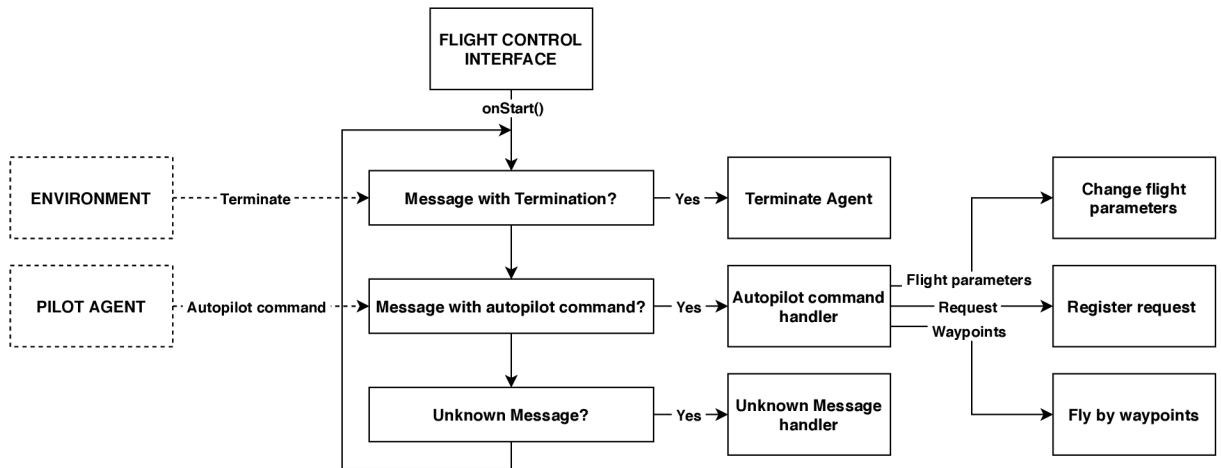 FLIGHT CONTROL
INTERFACE
onStart()
ENVIRONMENT
Terminate
Message with Termination?
Yes
Terminate Agent
Change flight
parameters
PILOT AGENT
Autopilot command
Message with autopilot command?
Yes
Autopilot command
handler
Flight parameters
Request
Waypoints
Register request
Unknown Message?
Yes
Unknown Message
handler
Fly by waypoints